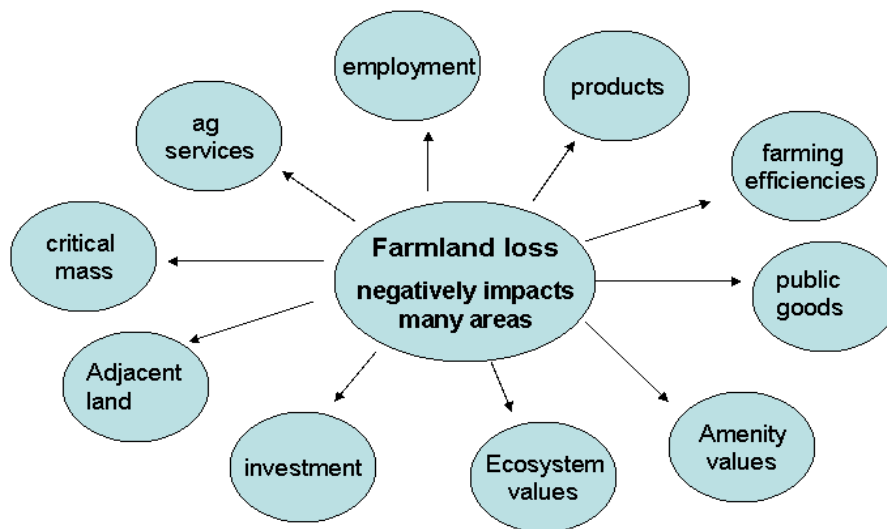 employment
products
ag
services
farming
efficiencies
critical
mass
Farmland loss
negatively impacts
many areas
public
goods
Adjacent
land
investment
Ecosystem
values
Amenity
values